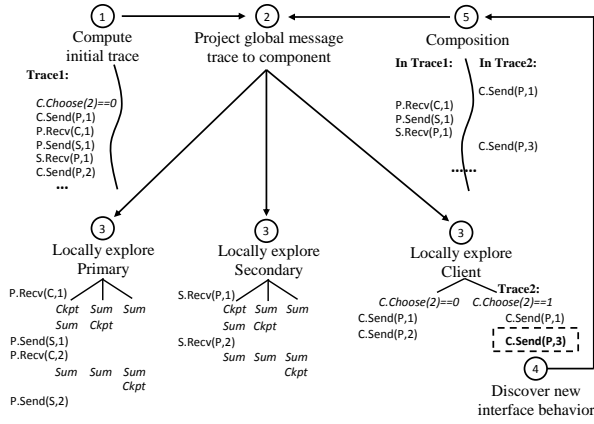 1
Compute
initial trace
Trace1:
C.Choose(2)==0
C.Send(P,1)
P.Recv(C,1)
P.Send(S,1)
S.Recv(P,1)
C.Send(P,2)
...
2
Project global message
trace to component
5
Composition
In Trace1: In Trace2:
C.Send(P,1)
P.Recv(C,1)
P.Send(S,1)
S.Recv(P,1)
C.Send(P,3)
......
3
Locally explore
Primary
P.Recv(C,1)
Ckpt Sum Sum
Sum Ckpt
P.Send(S,1)
P.Recv(C,2)
Sum Sum Sum
Ckpt
P.Send(S,2)
3
Locally explore
Secondary
S.Recv(P,1)
Ckpt Sum Sum
Sum Ckpt
S.Recv(P,2)
Sum Sum Sum
Ckpt
3
Locally explore
Client
Trace2:
C.Choose(2)==0 C.Choose(2)==1
C.Send(P,1) C.Send(P,1)
C.Send(P,2) C.Send(P,3)
4
Discover new
interface behavior